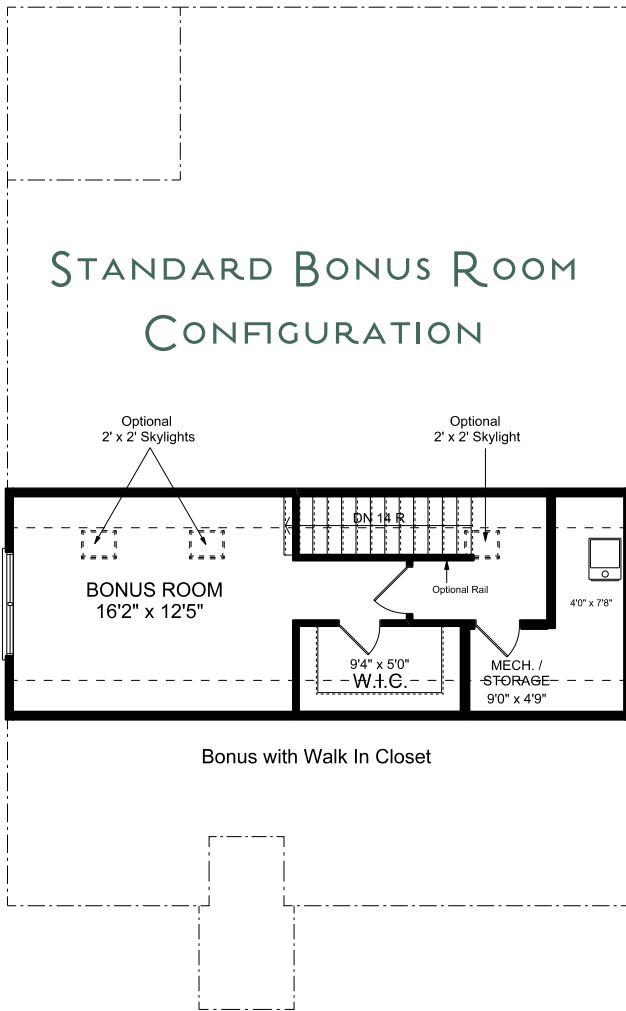 STANDARD BONUS ROOM
CONFIGURATION
Optional
2' x 2' Skylights
Optional
2' x 2' Skylight
DN 14 R
BONUS ROOM
16'2" x 12'5"
Optional Rail
4'0" x 7'8"
9'4" x 5'0"
W.I.C.
MECH. /
STORAGE
9'0" x 4'9"
Bonus with Walk In Closet